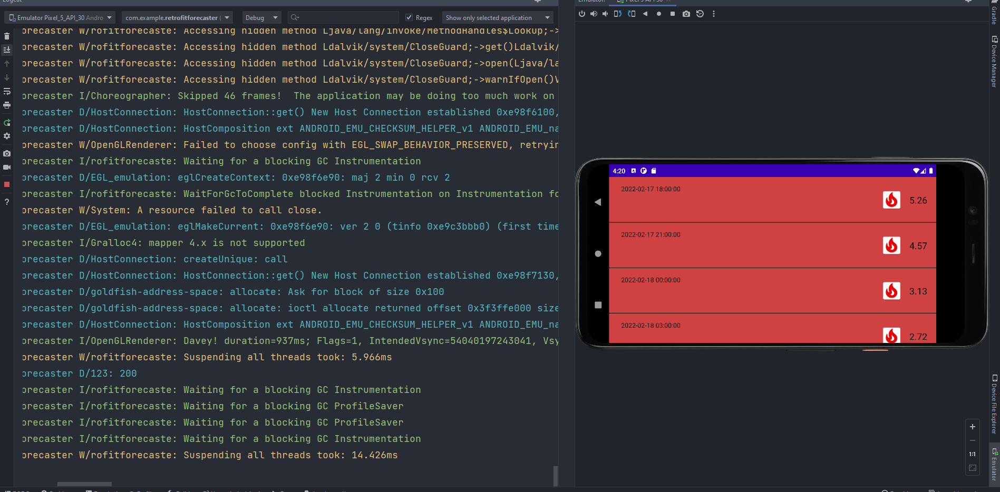 Logcat
Emulator:
Pixel 5 API 30
Emulator Pixel_5_API_30 Andro
com.example.retrofitforecaster (
Debug
Regex
Show only selected application
orecaster W/rofitforecaste: Accessing hidden method Ljava/lang/invoke/MethodHandles$Lookup;->
orecaster W/rofitforecaste: Accessing hidden method Ldalvik/system/CloseGuard;->get()Ldalvik/
orecaster W/rofitforecaste: Accessing hidden method Ldalvik/system/CloseGuard;->open(Ljava/la
orecaster W/rofitforecaste: Accessing hidden method Ldalvik/system/CloseGuard;->warnIfOpen()V
orecaster I/Choreographer: Skipped 46 frames!  The application may be doing too much work on
orecaster D/HostConnection: HostConnection::get() New Host Connection established 0xe98f6100,
orecaster D/HostConnection: HostComposition ext ANDROID_EMU_CHECKSUM_HELPER_v1 ANDROID_EMU_na
orecaster W/OpenGLRenderer: Failed to choose config with EGL_SWAP_BEHAVIOR_PRESERVED, retryin
orecaster I/rofitforecaste: Waiting for a blocking GC Instrumentation
orecaster D/EGL_emulation: eglCreateContext: 0xe98f6e90: maj 2 min 0 rcv 2
orecaster I/rofitforecaste: WaitForGcToComplete blocked Instrumentation on Instrumentation fo
orecaster W/System: A resource failed to call close.
orecaster D/EGL_emulation: eglMakeCurrent: 0xe98f6e90: ver 2 0 (tinfo 0xe9c3bbb0) (first time
orecaster I/Gralloc4: mapper 4.x is not supported
orecaster D/HostConnection: createUnique: call
orecaster D/HostConnection: HostConnection::get() New Host Connection established 0xe98f7130,
orecaster D/goldfish-address-space: allocate: Ask for block of size 0x100
orecaster D/goldfish-address-space: allocate: ioctl allocate returned offset 0x3f3ffe000 size
orecaster D/HostConnection: HostComposition ext ANDROID_EMU_CHECKSUM_HELPER_v1 ANDROID_EMU_na
orecaster I/OpenGLRenderer: Davey! duration=937ms; Flags=1, IntendedVsync=54040197243041, Vsy
orecaster W/rofitforecaste: Suspending all threads took: 5.966ms
orecaster D/123: 200
orecaster I/rofitforecaste: Waiting for a blocking GC Instrumentation
orecaster I/rofitforecaste: Waiting for a blocking GC ProfileSaver
orecaster I/rofitforecaste: Waiting for a blocking GC ProfileSaver
orecaster I/rofitforecaste: Waiting for a blocking GC Instrumentation
orecaster W/rofitforecaste: Suspending all threads took: 14.426ms
4:20
2022-02-17 18:00:00
5.26
2022-02-17 21:00:00
4.57
2022-02-18 00:00:00
3.13
2022-02-18 03:00:00
2.72
1:1
Gradle
Device Manager
Device File Explorer
Emulator